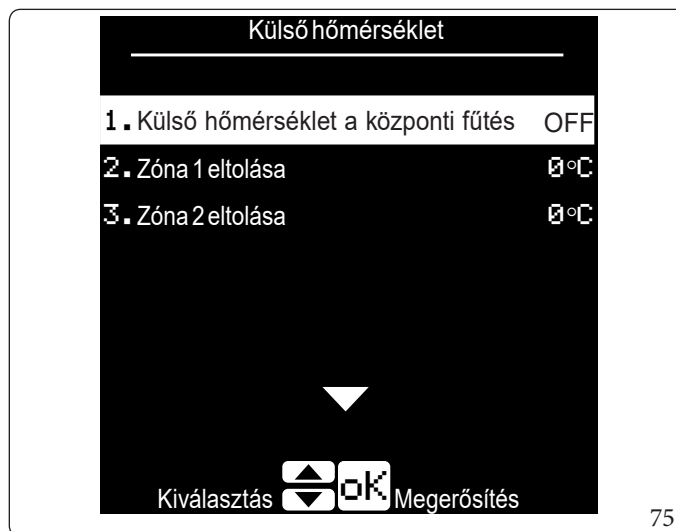 Külső hőmérséklet
1. Külső hőmérséklet a központi fűtés OFF
2. Zóna 1 eltolása 0°C
3. Zóna 2 eltolása 0°C
Kiválasztás oK Megerősítés
75